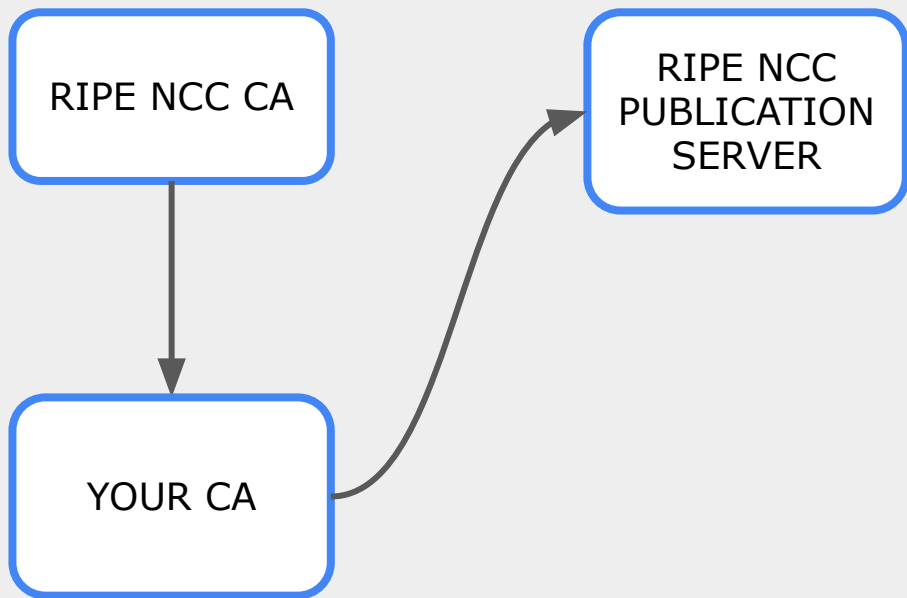 RIPE NCC CA
RIPE NCC
PUBLICATION
SERVER
YOUR CA